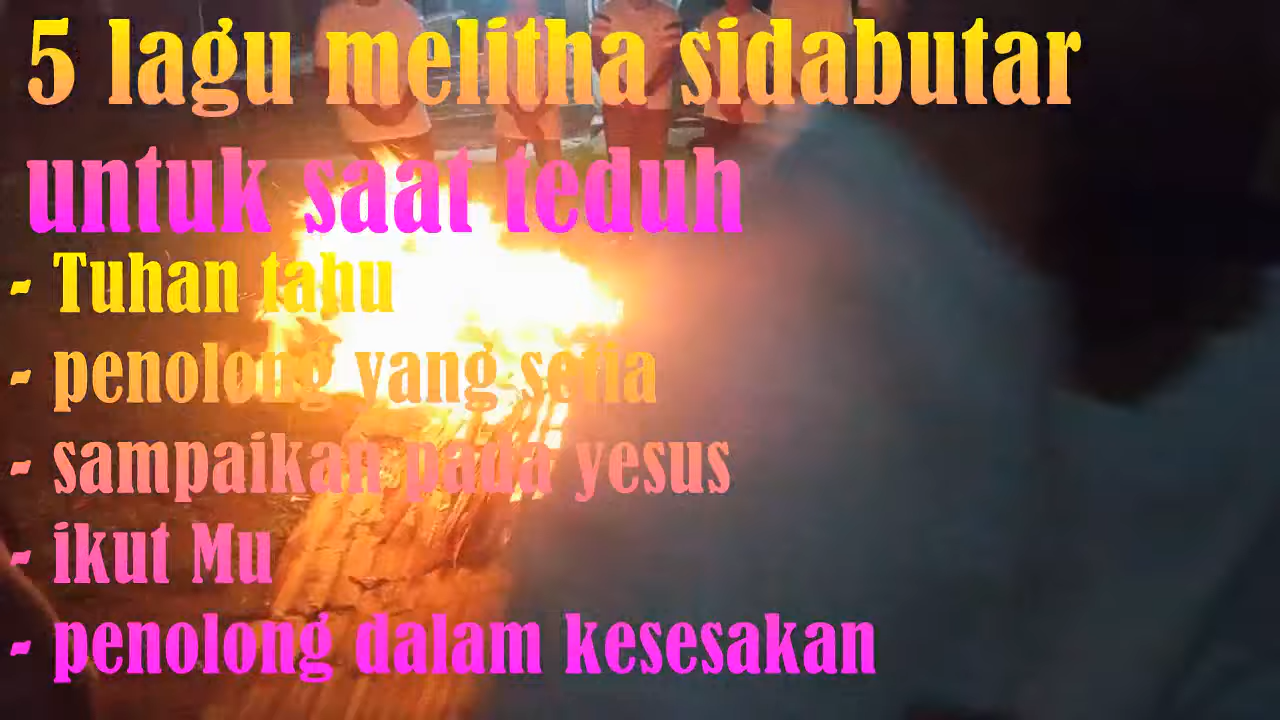 5 lagu melitha sidabutar
untuk saat teduh
- Tuhan tahu
- penolong yang setia
- sampaikan pada yesus
- ikut Mu
- penolong dalam kesesakan